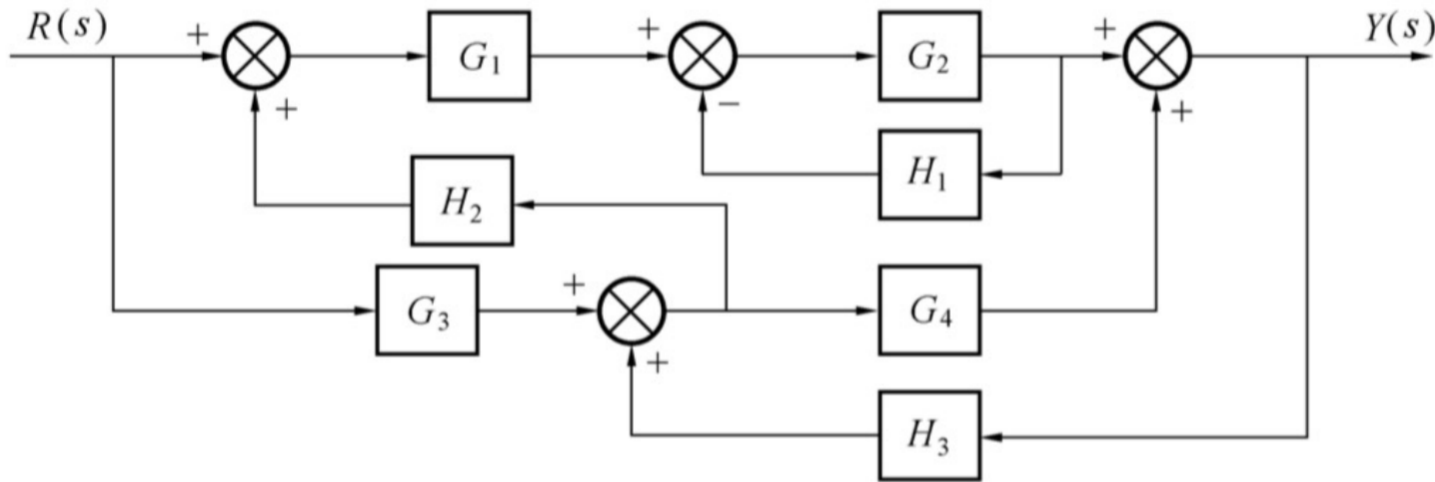 R(s) + G₁ + G₂ + Y(s)
+ − +
H₁
H₂
G₃ + G₄
+
H₃